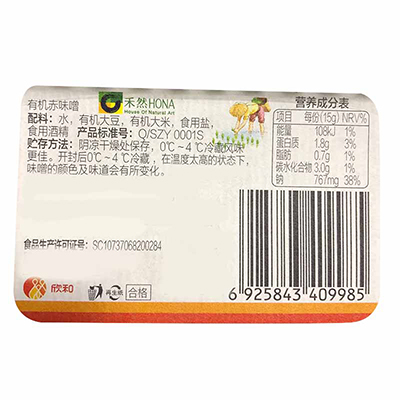 有机赤味噌
禾然HONA
House Of Natural Art
配料：水，有机大豆，有机大米，食用盐，
食用酒精 产品标准号：Q/SZY 0001S
贮存方法：阴凉干燥处保存，0℃～4℃冷藏风味
更佳。开封后0℃～4℃冷藏，在温度太高的状态下，
味噌的颜色及味道会有所变化。
食品生产许可证号：SC10737068200284
欣和
再生纸
合格
营养成分表
项目 每份(15g) NRV%
能量 108kJ 1%
蛋白质 1.8g 3%
脂肪 0.7g 1%
碳水化合物 3.0g 1%
钠 767mg 38%
6 925843 409985